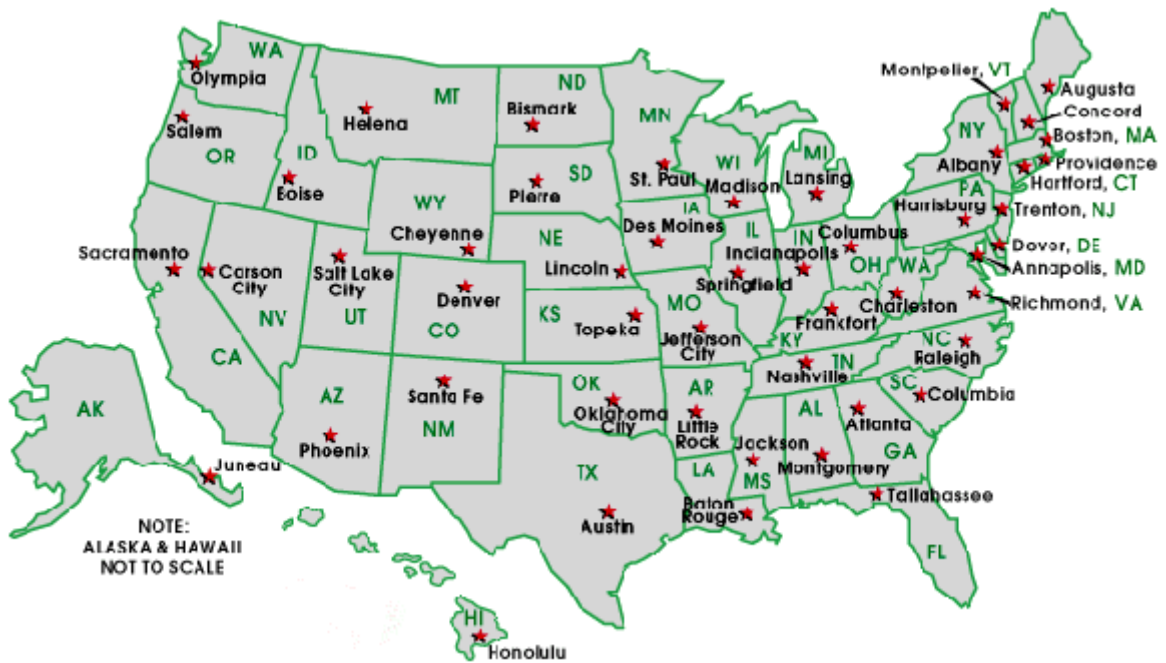 WA
Olympia
MT
Helena
ND
Bismark
MN
St. Paul
Salem
OR
ID
Boise
WY
Cheyenne
SD
Pierre
WI
Madison
MI
Lansing
Montpelier, VT
Augusta
Concord
NY
Albany
Boston, MA
Providence
Hartford, CT
PA
Harrisburg
Trenton, NJ
Dover, DE
Annapolis, MD
Richmond, VA
Sacramento
Carson
City
NV
CA
Salt Lake
City
UT
Denver
CO
NE
Lincoln
IA
Des Moines
KS
Topeka
MO
Jefferson
City
IL
Springfield
IN
Indianapolis
Columbus
OH
WA
Charleston
Frankfort
KY
Nashville
TN
NC
Raleigh
SC
Columbia
AZ
Phoenix
Santa Fe
NM
OK
Oklahoma
City
AR
Little
Rock
Jackson
MS
AL
Montgomery
Atlanta
GA
TX
Austin
LA
Baton
Rouge
Tallahassee
FL
AK
Juneau
NOTE:
ALASKA & HAWAII
NOT TO SCALE
HI
Honolulu